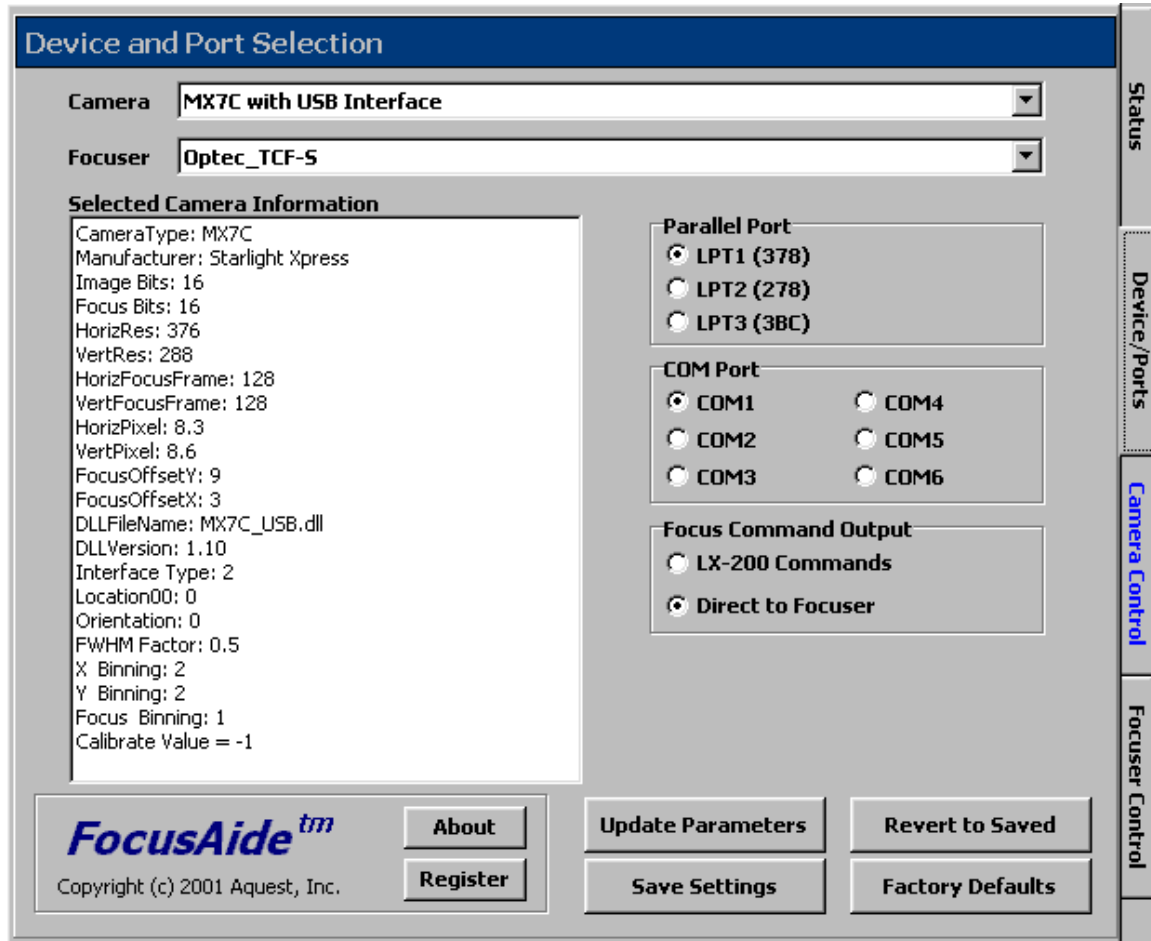 Device and Port Selection
Camera
MX7C with USB Interface
Focuser
Optec_TCF-S
Selected Camera Information
CameraType: MX7C
Manufacturer: Starlight Xpress
Image Bits: 16
Focus Bits: 16
HorizRes: 376
VertRes: 288
HorizFocusFrame: 128
VertFocusFrame: 128
HorizPixel: 8.3
VertPixel: 8.6
FocusOffsetY: 9
FocusOffsetX: 3
DLLFileName: MX7C_USB.dll
DLLVersion: 1.10
Interface Type: 2
Location00: 0
Orientation: 0
FWHM Factor: 0.5
X  Binning: 2
Y  Binning: 2
Focus  Binning: 1
Calibrate Value = -1
Parallel Port
LPT1 (378)
LPT2 (278)
LPT3 (3BC)
COM Port
COM1
COM4
COM2
COM5
COM3
COM6
Focus Command Output
LX-200 Commands
Direct to Focuser
FocusAide tm
Copyright (c) 2001 Aquest, Inc.
About
Register
Update Parameters
Revert to Saved
Save Settings
Factory Defaults
Status
Device/Ports
Camera Control
Focuser Control